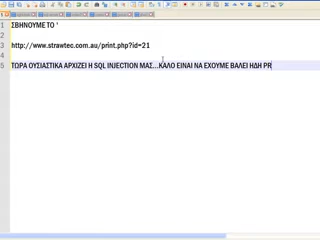 ΣΒΗΝΟΥΜΕ ΤΟ '
http://www.strawtec.com.au/print.php?id=21
ΤΩΡΑ ΟΥΣΙΑΣΤΙΚΑ ΑΡΧΙΖΕΙ Η SQL INJECTION ΜΑΣ...ΚΑΛΟ ΕΙΝΑΙ ΝΑ ΕΧΟΥΜΕ ΒΑΛΕΙ ΗΔΗ PR